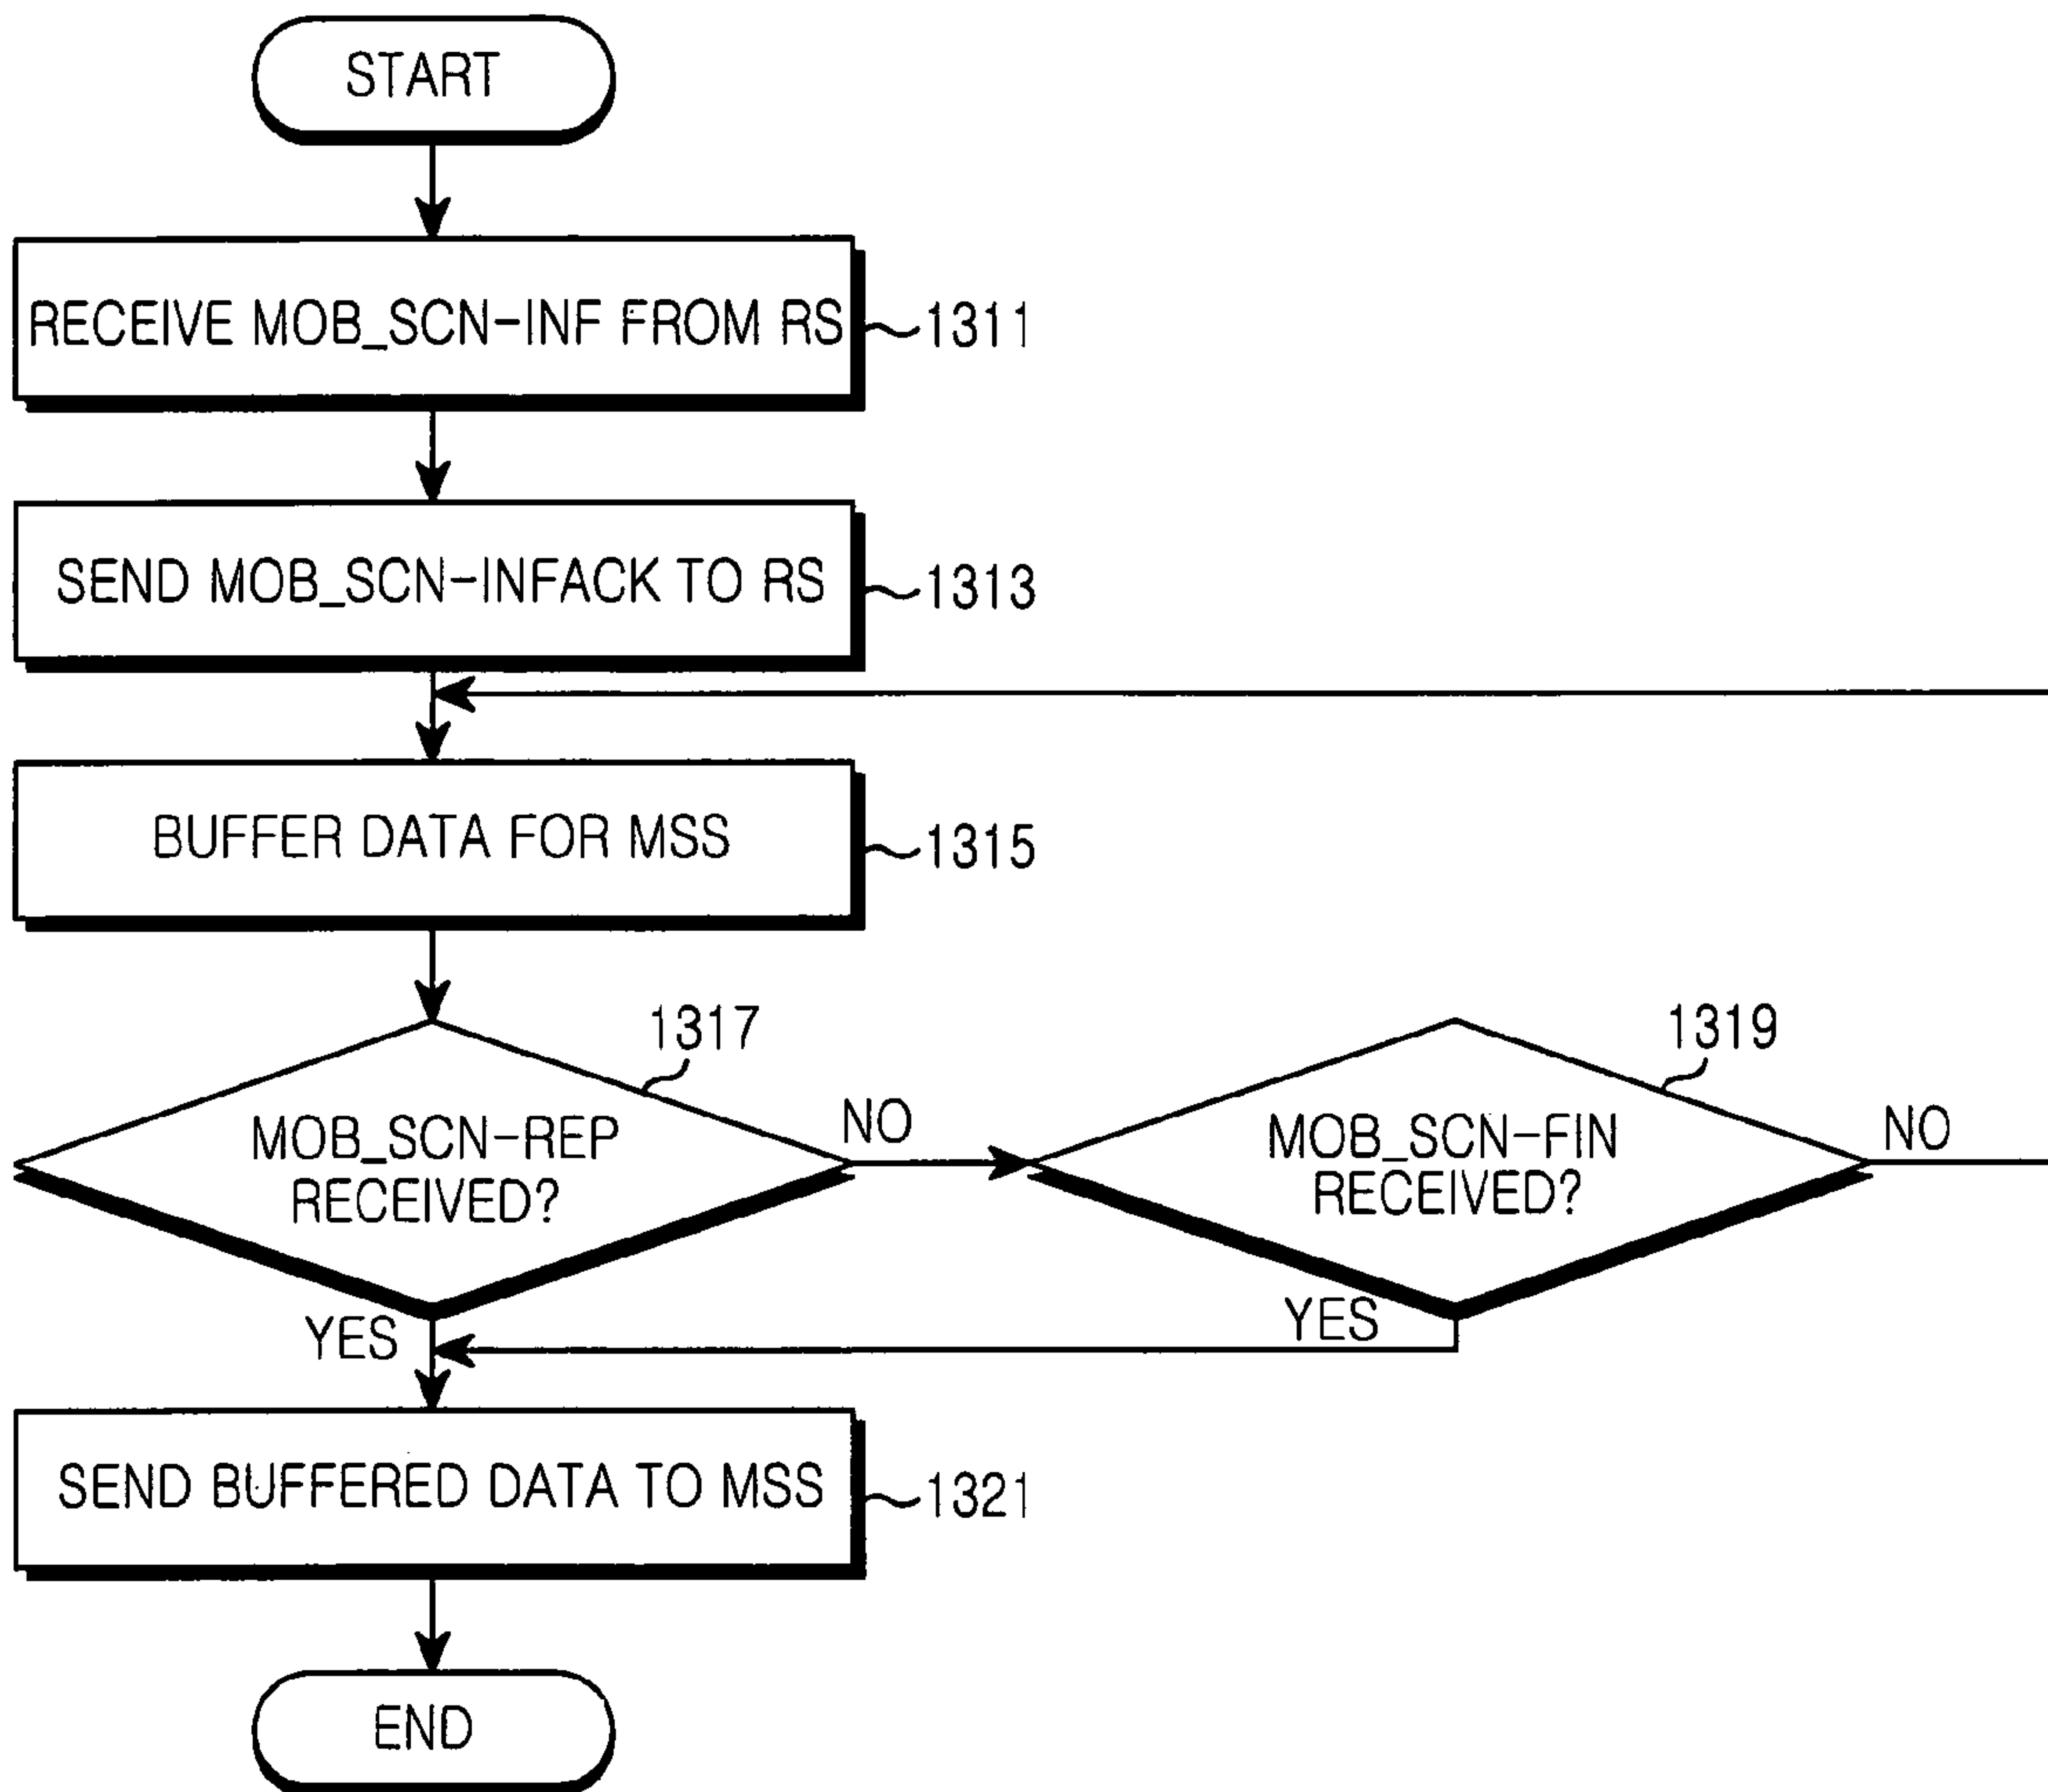 START
RECEIVE MOB_SCN-INF FROM RS
1311
SEND MOB_SCN-INFACK TO RS
1313
BUFFER DATA FOR MSS
1315
1317
MOB_SCN-REP
RECEIVED?
NO
1319
MOB_SCN-FIN
RECEIVED?
NO
YES
YES
SEND BUFFERED DATA TO MSS
1321
END